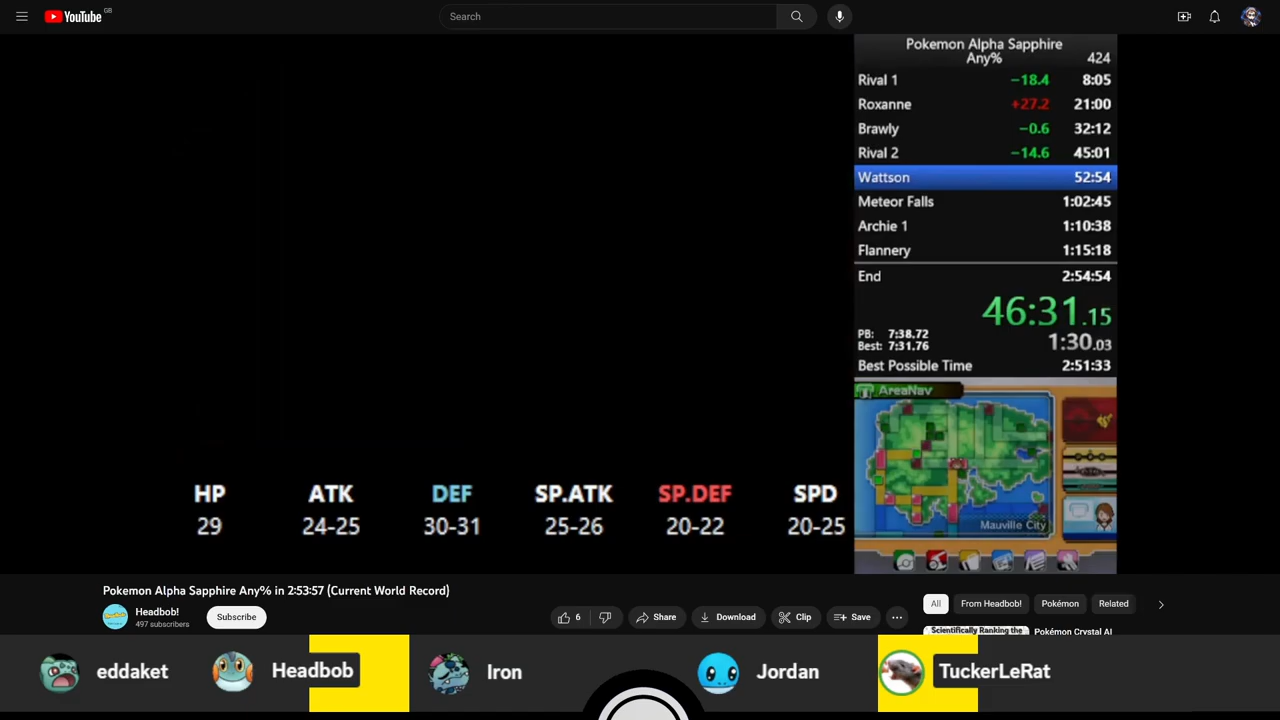 YouTube GB
Search
Pokemon Alpha Sapphire
Any%
424
Rival 1 −18.4 8:05
Roxanne +27.2 21:00
Brawly −0.6 32:12
Rival 2 −14.6 45:01
Wattson 52:54
Meteor Falls 1:02:45
Archie 1 1:10:38
Flannery 1:15:18
End 2:54:54
46:31.15
PB: 7:38.72
Best: 7:31.76
1:30.03
Best Possible Time 2:51:33
AreaNav
Mauville City
HP ATK DEF SP.ATK SP.DEF SPD
29 24-25 30-31 25-26 20-22 20-25
Pokemon Alpha Sapphire Any% in 2:53:57 (Current World Record)
Headbob!
497 subscribers
Subscribe
6
Share
Download
Clip
Save
All
From Headbob!
Pokémon
Related
Scientifically Ranking the
Pokémon Crystal AI
eddaket
Headbob
Iron
Jordan
TuckerLeRat